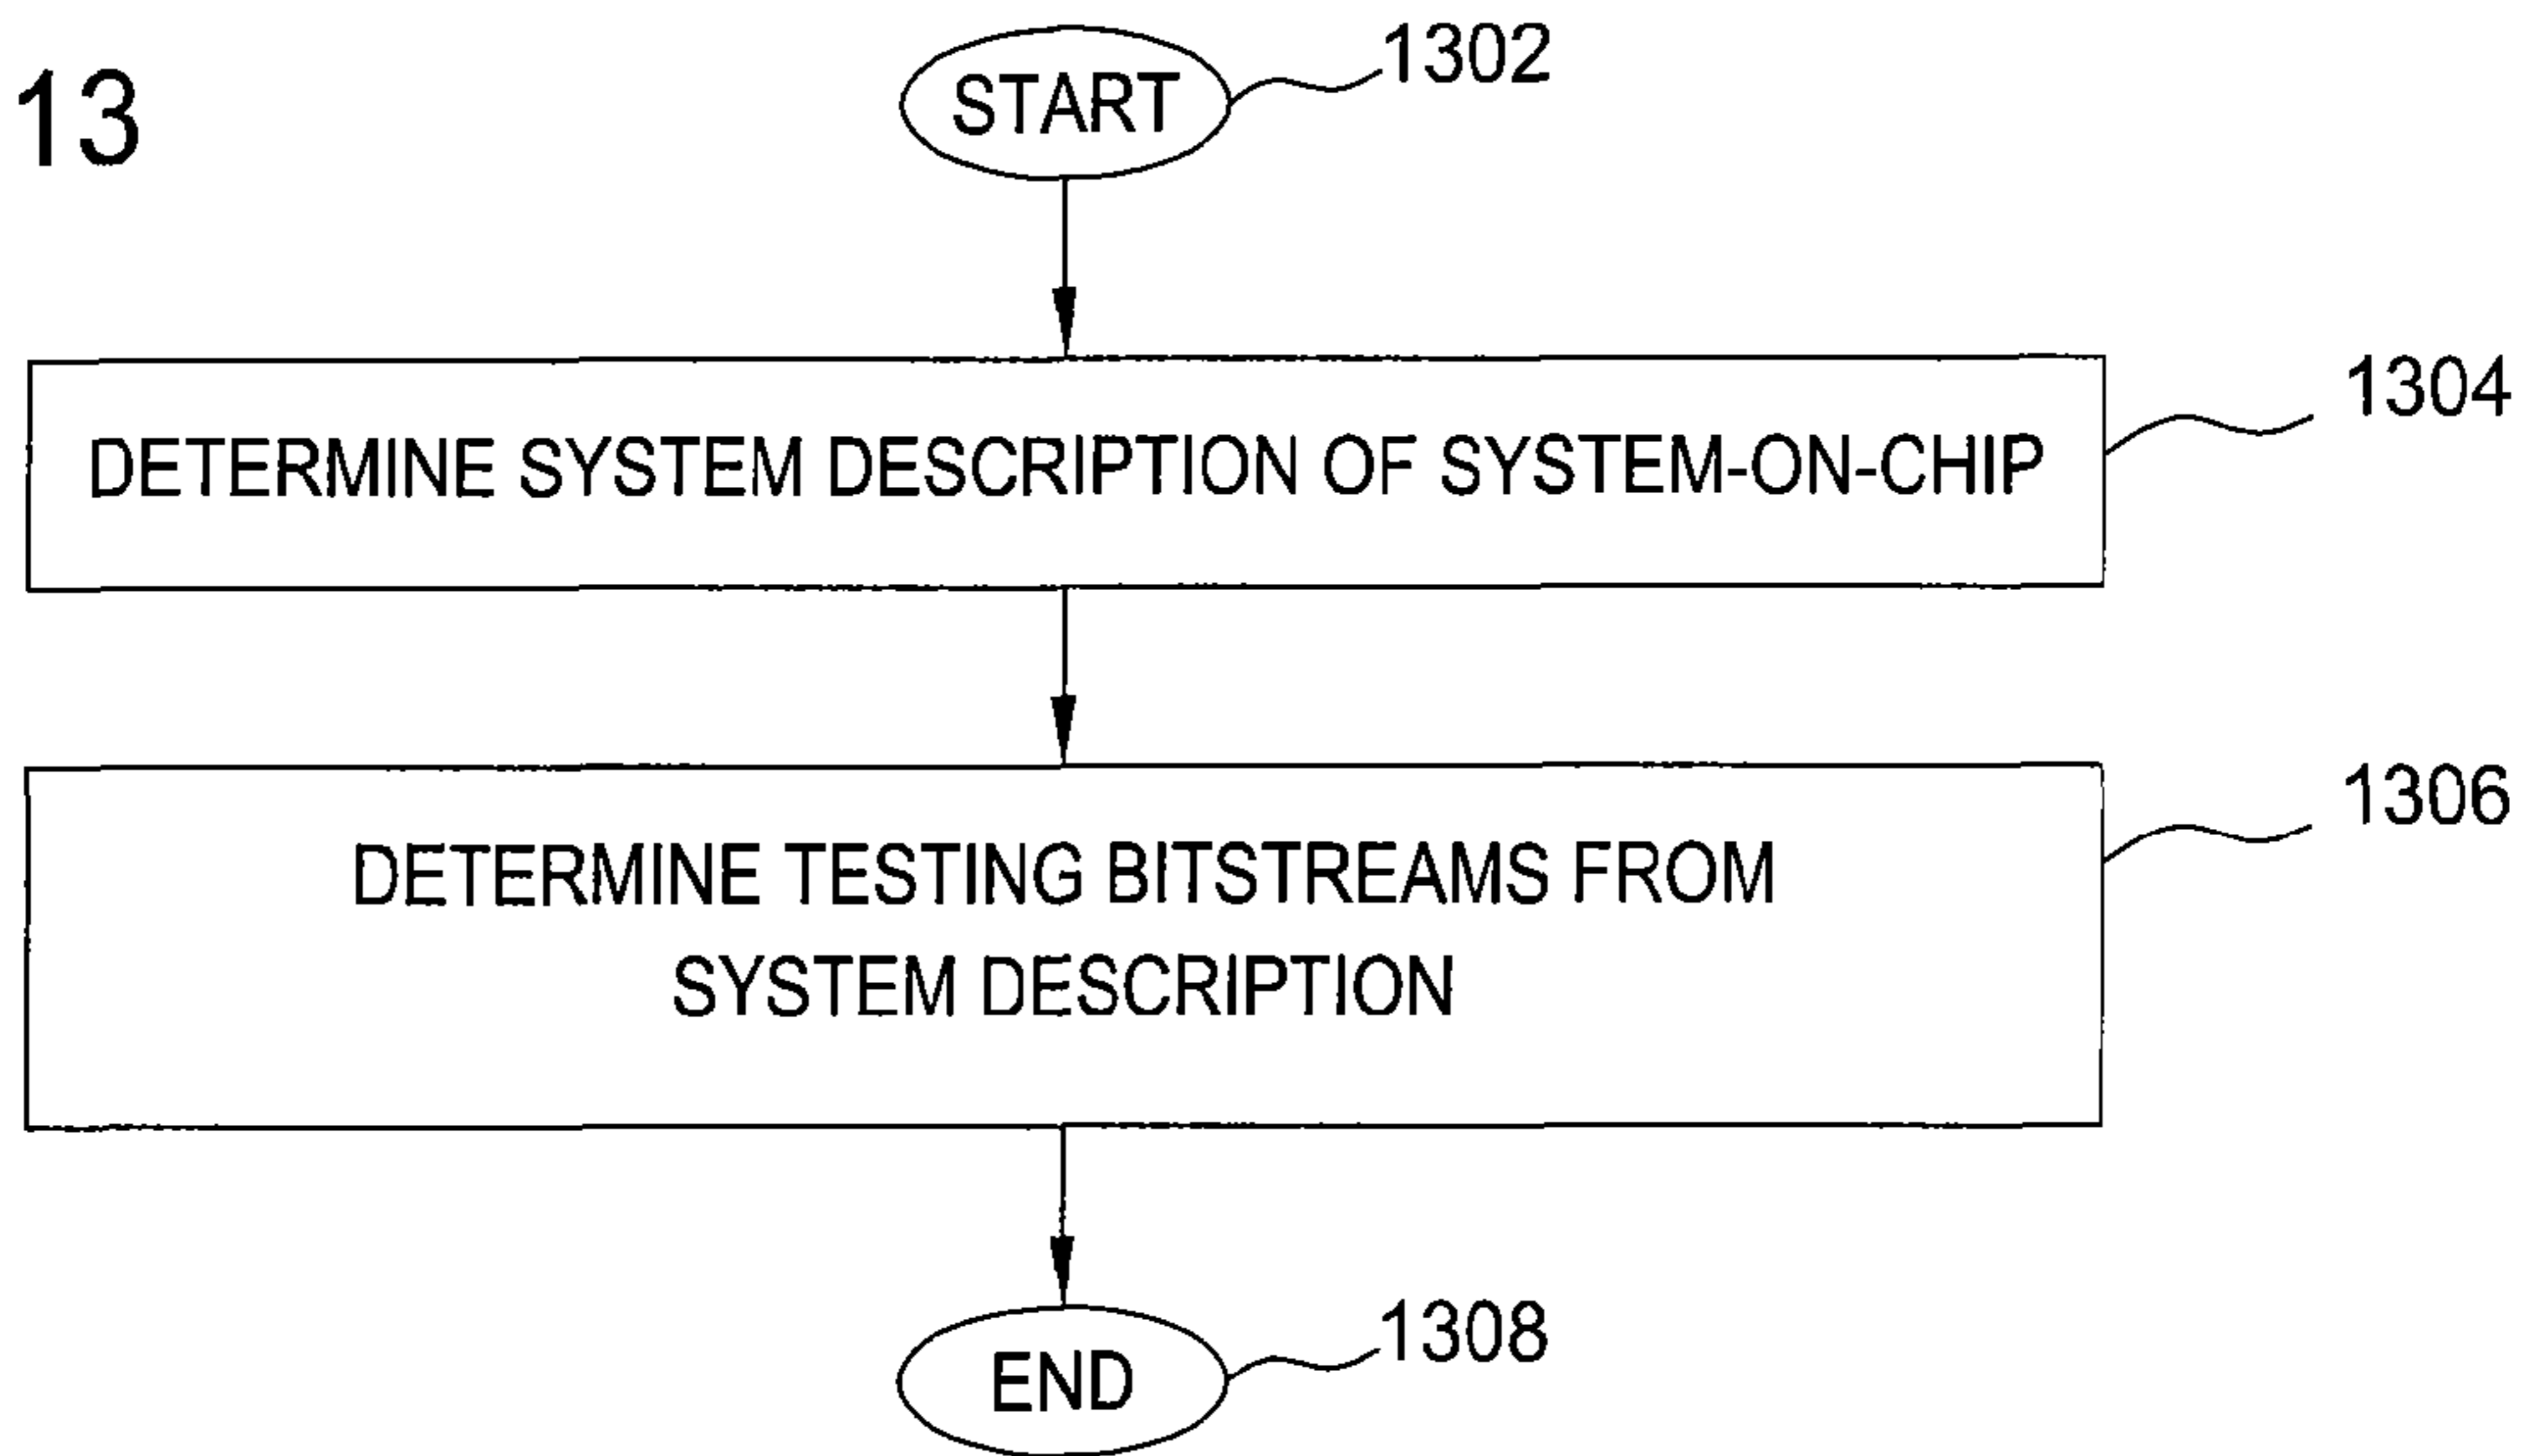 13
START
1302
DETERMINE SYSTEM DESCRIPTION OF SYSTEM-ON-CHIP
1304
DETERMINE TESTING BITSTREAMS FROM
SYSTEM DESCRIPTION
1306
END
1308